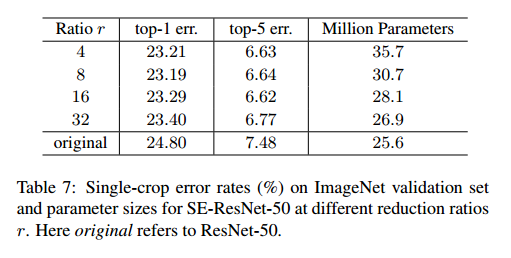 Ratio r top-1 err. top-5 err. Million Parameters
4 23.21 6.63 35.7
8 23.19 6.64 30.7
16 23.29 6.62 28.1
32 23.40 6.77 26.9
original 24.80 7.48 25.6
Table 7: Single-crop error rates (%) on ImageNet validation set
and parameter sizes for SE-ResNet-50 at different reduction ratios
r. Here original refers to ResNet-50.